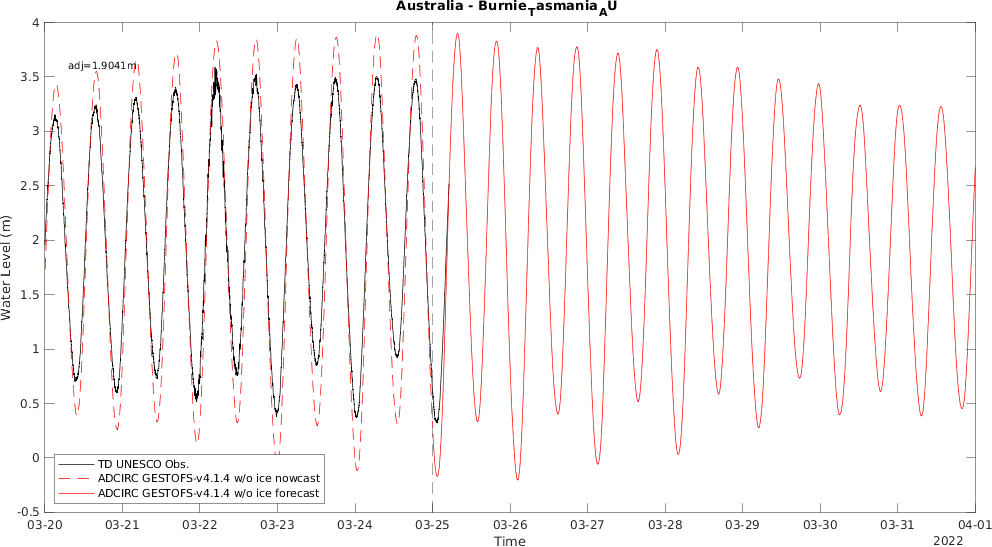 Australia - Burnie_Tasmania_AU
adj=1.9041m
Water Level (m)
4
3.5
3
2.5
2
1.5
1
0.5
0
-0.5
TD UNESCO Obs.
ADCIRC GESTOFS-v4.1.4 w/o ice nowcast
ADCIRC GESTOFS-v4.1.4 w/o ice forecast
03-20 03-21 03-22 03-23 03-24 03-25 03-26 03-27 03-28 03-29 03-30 03-31 04-01
Time
2022